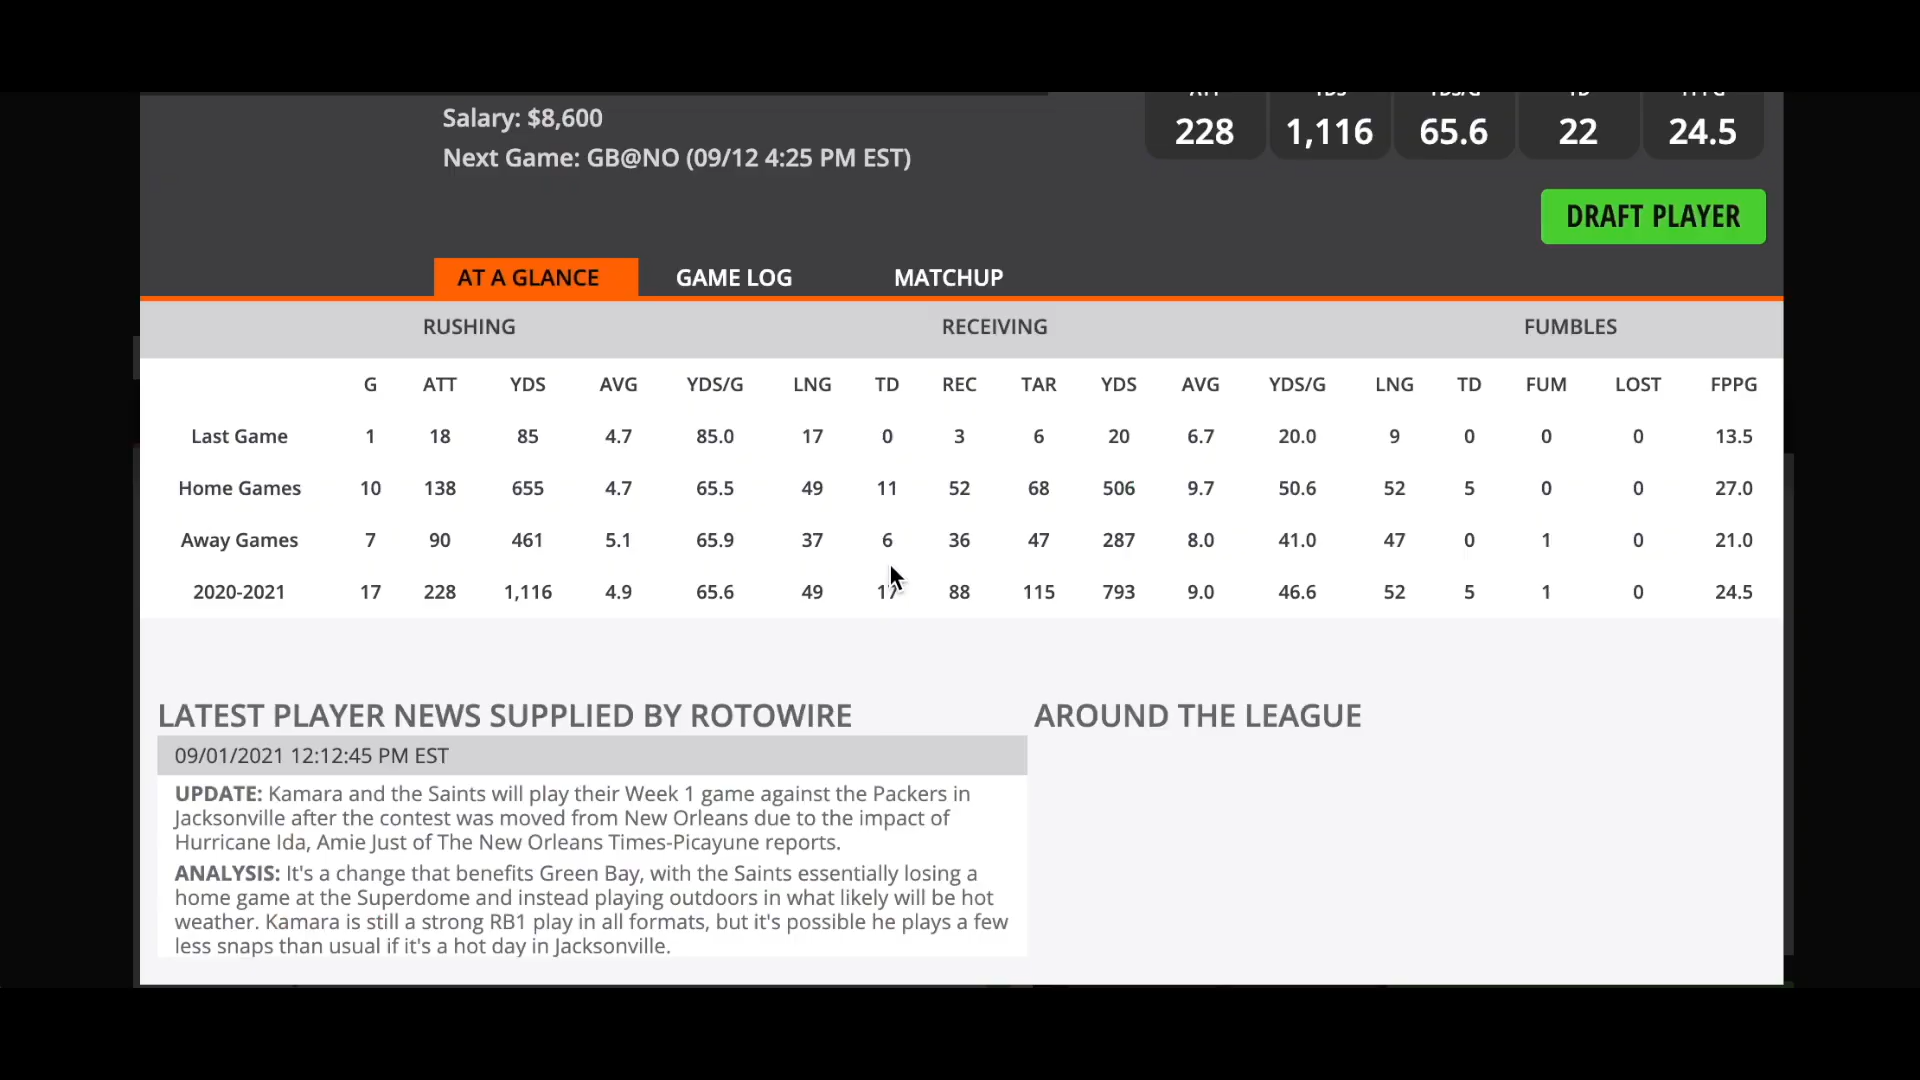 Salary: $8,600
Next Game: GB@NO (09/12 4:25 PM EST)
228 1,116 65.6 22 24.5
DRAFT PLAYER
AT A GLANCE GAME LOG MATCHUP
RUSHING RECEIVING FUMBLES
G ATT YDS AVG YDS/G LNG TD REC TAR YDS AVG YDS/G LNG TD FUM LOST FPPG
Last Game 1 18 85 4.7 85.0 17 0 3 6 20 6.7 20.0 9 0 0 0 13.5
Home Games 10 138 655 4.7 65.5 49 11 52 68 506 9.7 50.6 52 5 0 0 27.0
Away Games 7 90 461 5.1 65.9 37 6 36 47 287 8.0 41.0 47 0 1 0 21.0
2020-2021 17 228 1,116 4.9 65.6 49 17 88 115 793 9.0 46.6 52 5 1 0 24.5
LATEST PLAYER NEWS SUPPLIED BY ROTOWIRE
09/01/2021 12:12:45 PM EST
UPDATE: Kamara and the Saints will play their Week 1 game against the Packers in
Jacksonville after the contest was moved from New Orleans due to the impact of
Hurricane Ida, Amie Just of The New Orleans Times-Picayune reports.
ANALYSIS: It's a change that benefits Green Bay, with the Saints essentially losing a
home game at the Superdome and instead playing outdoors in what likely will be hot
weather. Kamara is still a strong RB1 play in all formats, but it's possible he plays a few
less snaps than usual if it's a hot day in Jacksonville.
AROUND THE LEAGUE